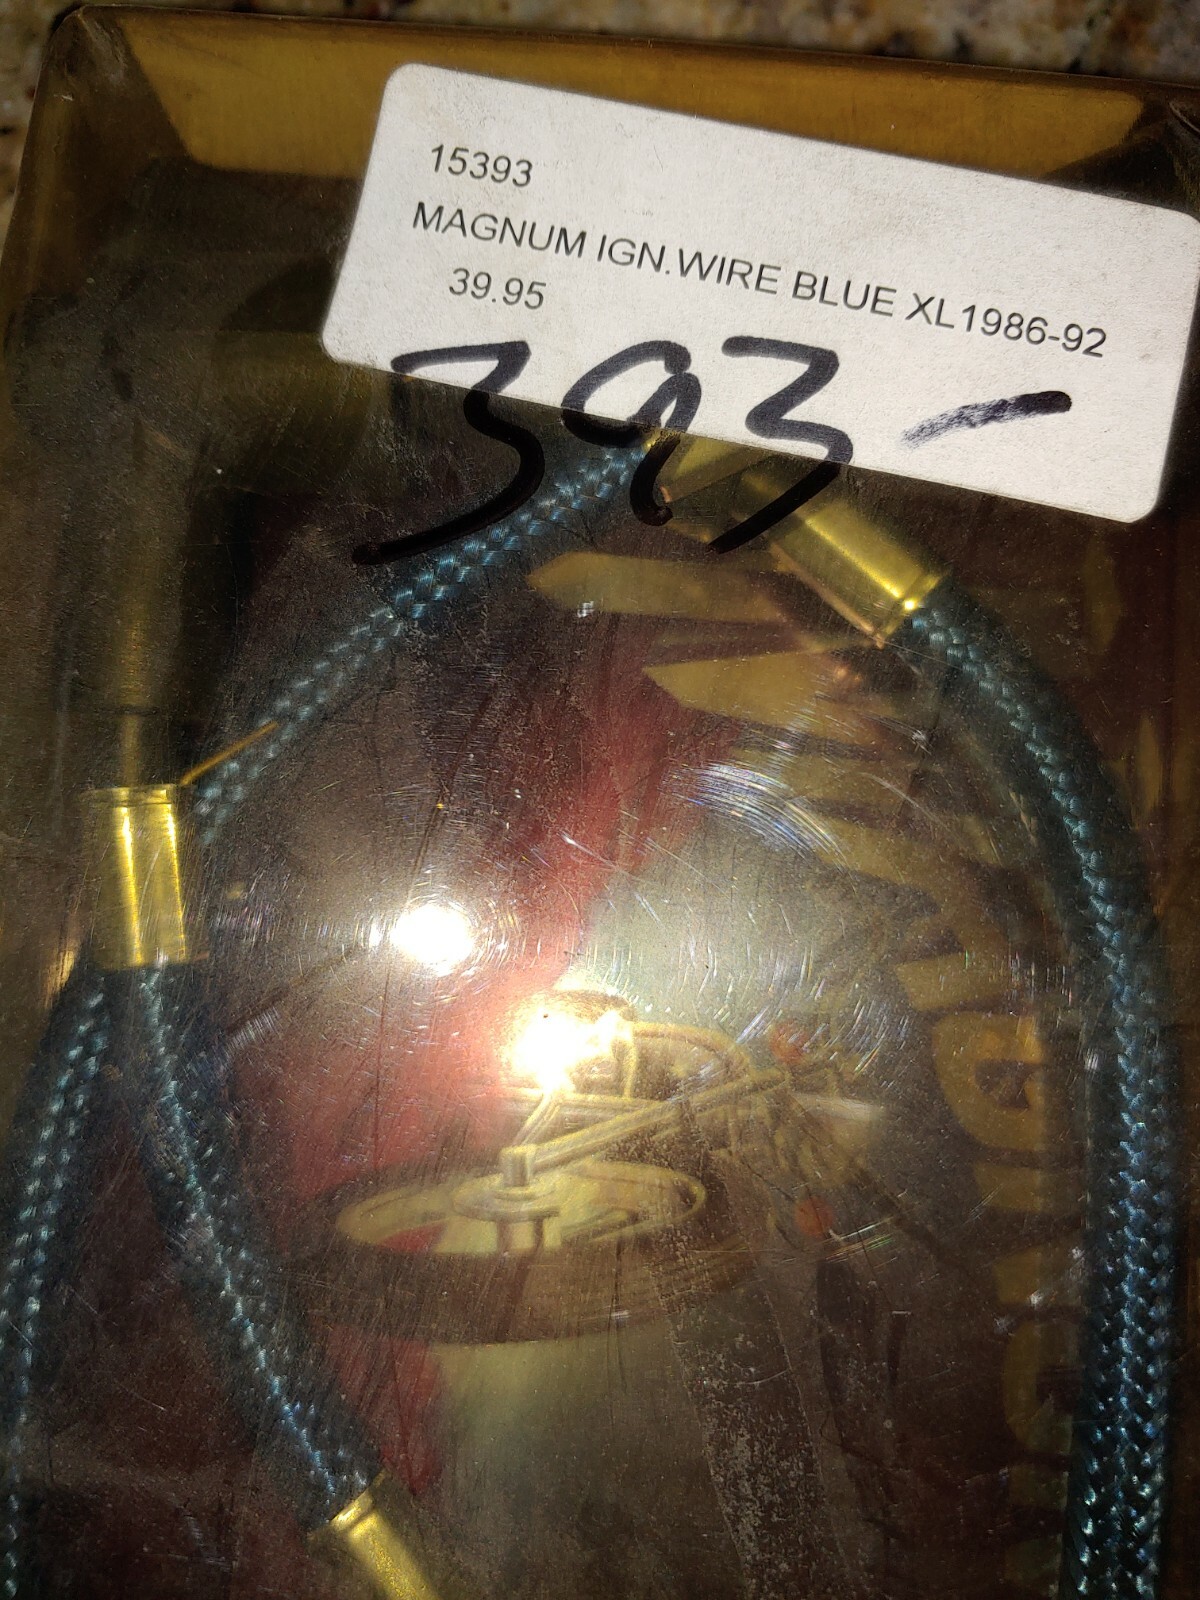 15393
MAGNUM IGN.WIRE BLUE XL1986-92
39.95
393-